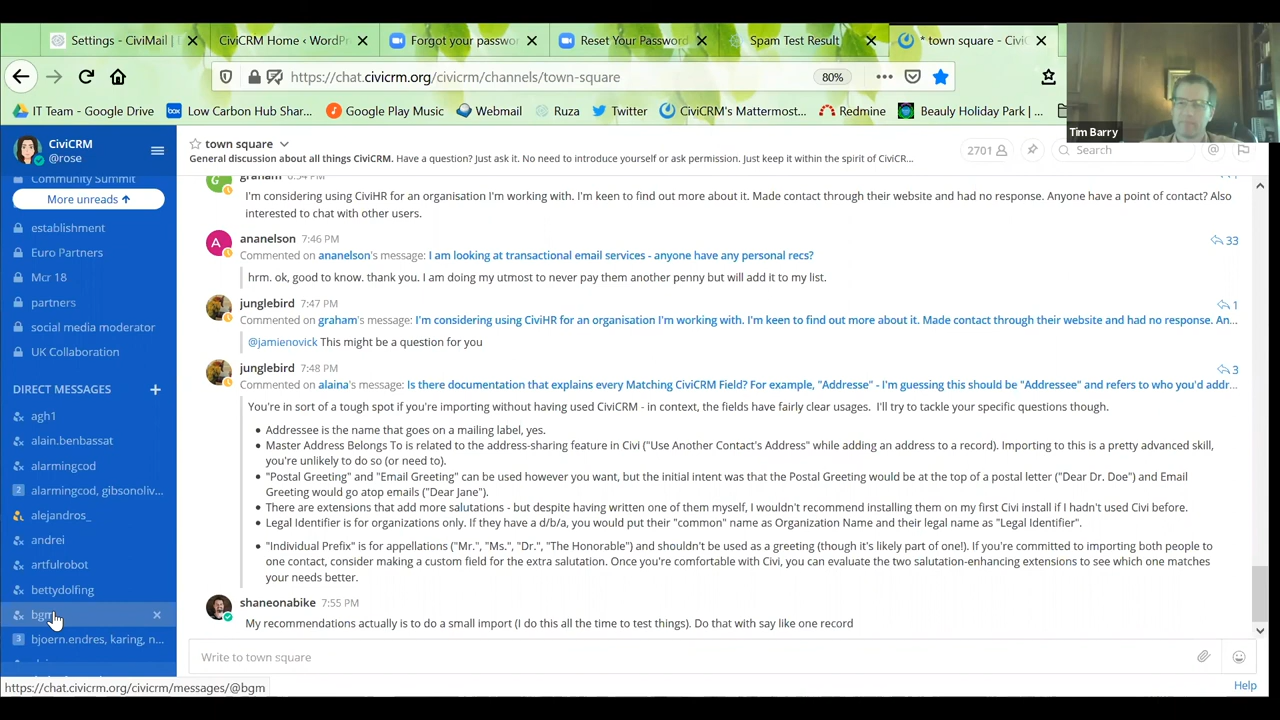 Settings - CiviMail |
CiviCRM Home ‹ WordPr
Forgot your passwo
Reset Your Password
Spam Test Result
* town square - Civi
https://chat.civicrm.org/civicrm/channels/town-square
80%
IT Team - Google Drive
Low Carbon Hub Shar...
Google Play Music
Webmail
Ruza
Twitter
CiviCRM's Mattermost...
Redmine
Beauly Holiday Park | ...
Tim Barry
CiviCRM
@rose
town square
General discussion about all things CiviCRM. Have a question? Just ask it. No need to introduce yourself or ask permission. Just keep it within the spirit of CiviC...
2701
Search
Community Summit
More unreads
establishment
Euro Partners
Mcr 18
partners
social media moderator
UK Collaboration
DIRECT MESSAGES
agh1
alain.benbassat
alarmingcod
2 alarmingcod, gibsonoliv...
alejandros_
andrei
artfulrobot
bettydolfing
bgm
3 bjoern.endres, karing, n...
https://chat.civicrm.org/civicrm/messages/@bgm
graham 6:54 PM
I'm considering using CiviHR for an organisation I'm working with. I'm keen to find out more about it. Made contact through their website and had no response. Anyone have a point of contact? Also
interested to chat with other users.
A
ananelson 7:46 PM
33
Commented on ananelson's message: I am looking at transactional email services - anyone have any personal recs?
hrm. ok, good to know. thank you. I am doing my utmost to never pay them another penny but will add it to my list.
junglebird 7:47 PM
1
Commented on graham's message: I'm considering using CiviHR for an organisation I'm working with. I'm keen to find out more about it. Made contact through their website and had no response. An...
@jamienovick This might be a question for you
junglebird 7:48 PM
3
Commented on alaina's message: Is there documentation that explains every Matching CiviCRM Field? For example, "Addresse" - I'm guessing this should be "Addressee" and refers to who you'd addr...
You're in sort of a tough spot if you're importing without having used CiviCRM - in context, the fields have fairly clear usages. I'll try to tackle your specific questions though.
• Addressee is the name that goes on a mailing label, yes.
• Master Address Belongs To is related to the address-sharing feature in Civi ("Use Another Contact's Address" while adding an address to a record). Importing to this is a pretty advanced skill,
you're unlikely to do so (or need to).
• "Postal Greeting" and "Email Greeting" can be used however you want, but the initial intent was that the Postal Greeting would be at the top of a postal letter ("Dear Dr. Doe") and Email
Greeting would go atop emails ("Dear Jane").
• There are extensions that add more salutations - but despite having written one of them myself, I wouldn't recommend installing them on my first Civi install if I hadn't used Civi before.
• Legal Identifier is for organizations only. If they have a d/b/a, you would put their "common" name as Organization Name and their legal name as "Legal Identifier".
• "Individual Prefix" is for appellations ("Mr.", "Ms.", "Dr.", "The Honorable") and shouldn't be used as a greeting (though it's likely part of one!). If you're committed to importing both people to
one contact, consider making a custom field for the extra salutation. Once you're comfortable with Civi, you can evaluate the two salutation-enhancing extensions to see which one matches
your needs better.
shaneonabike 7:55 PM
My recommendations actually is to do a small import (I do this all the time to test things). Do that with say like one record
Write to town square
Help